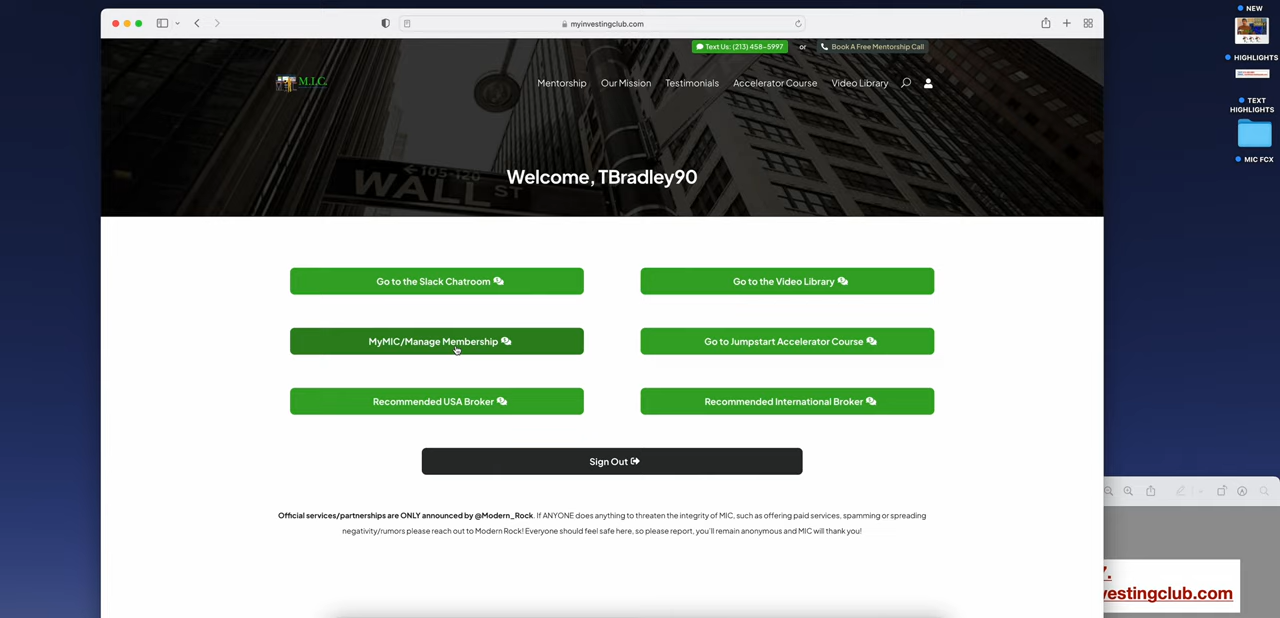 myinvestingclub.com
NEW
HIGHLIGHTS
TEXT
HIGHLIGHTS
MIC FCX
Text Us: (213) 458-5997 or Book A Free Mentorship Call
M.I.C.
Mentorship Our Mission Testimonials Accelerator Course Video Library
105-120
WALL ST
Welcome, TBradley90
Go to the Slack Chatroom
Go to the Video Library
MyMIC/Manage Membership
Go to Jumpstart Accelerator Course
Recommended USA Broker
Recommended International Broker
Sign Out
Official services/partnerships are ONLY announced by @Modern_Rock. If ANYONE does anything to threaten the integrity of MIC, such as offering paid services, spamming or spreading
negativity/rumors please reach out to Modern Rock! Everyone should feel safe here, so please report, you'll remain anonymous and MIC will thank you!
vestingclub.com